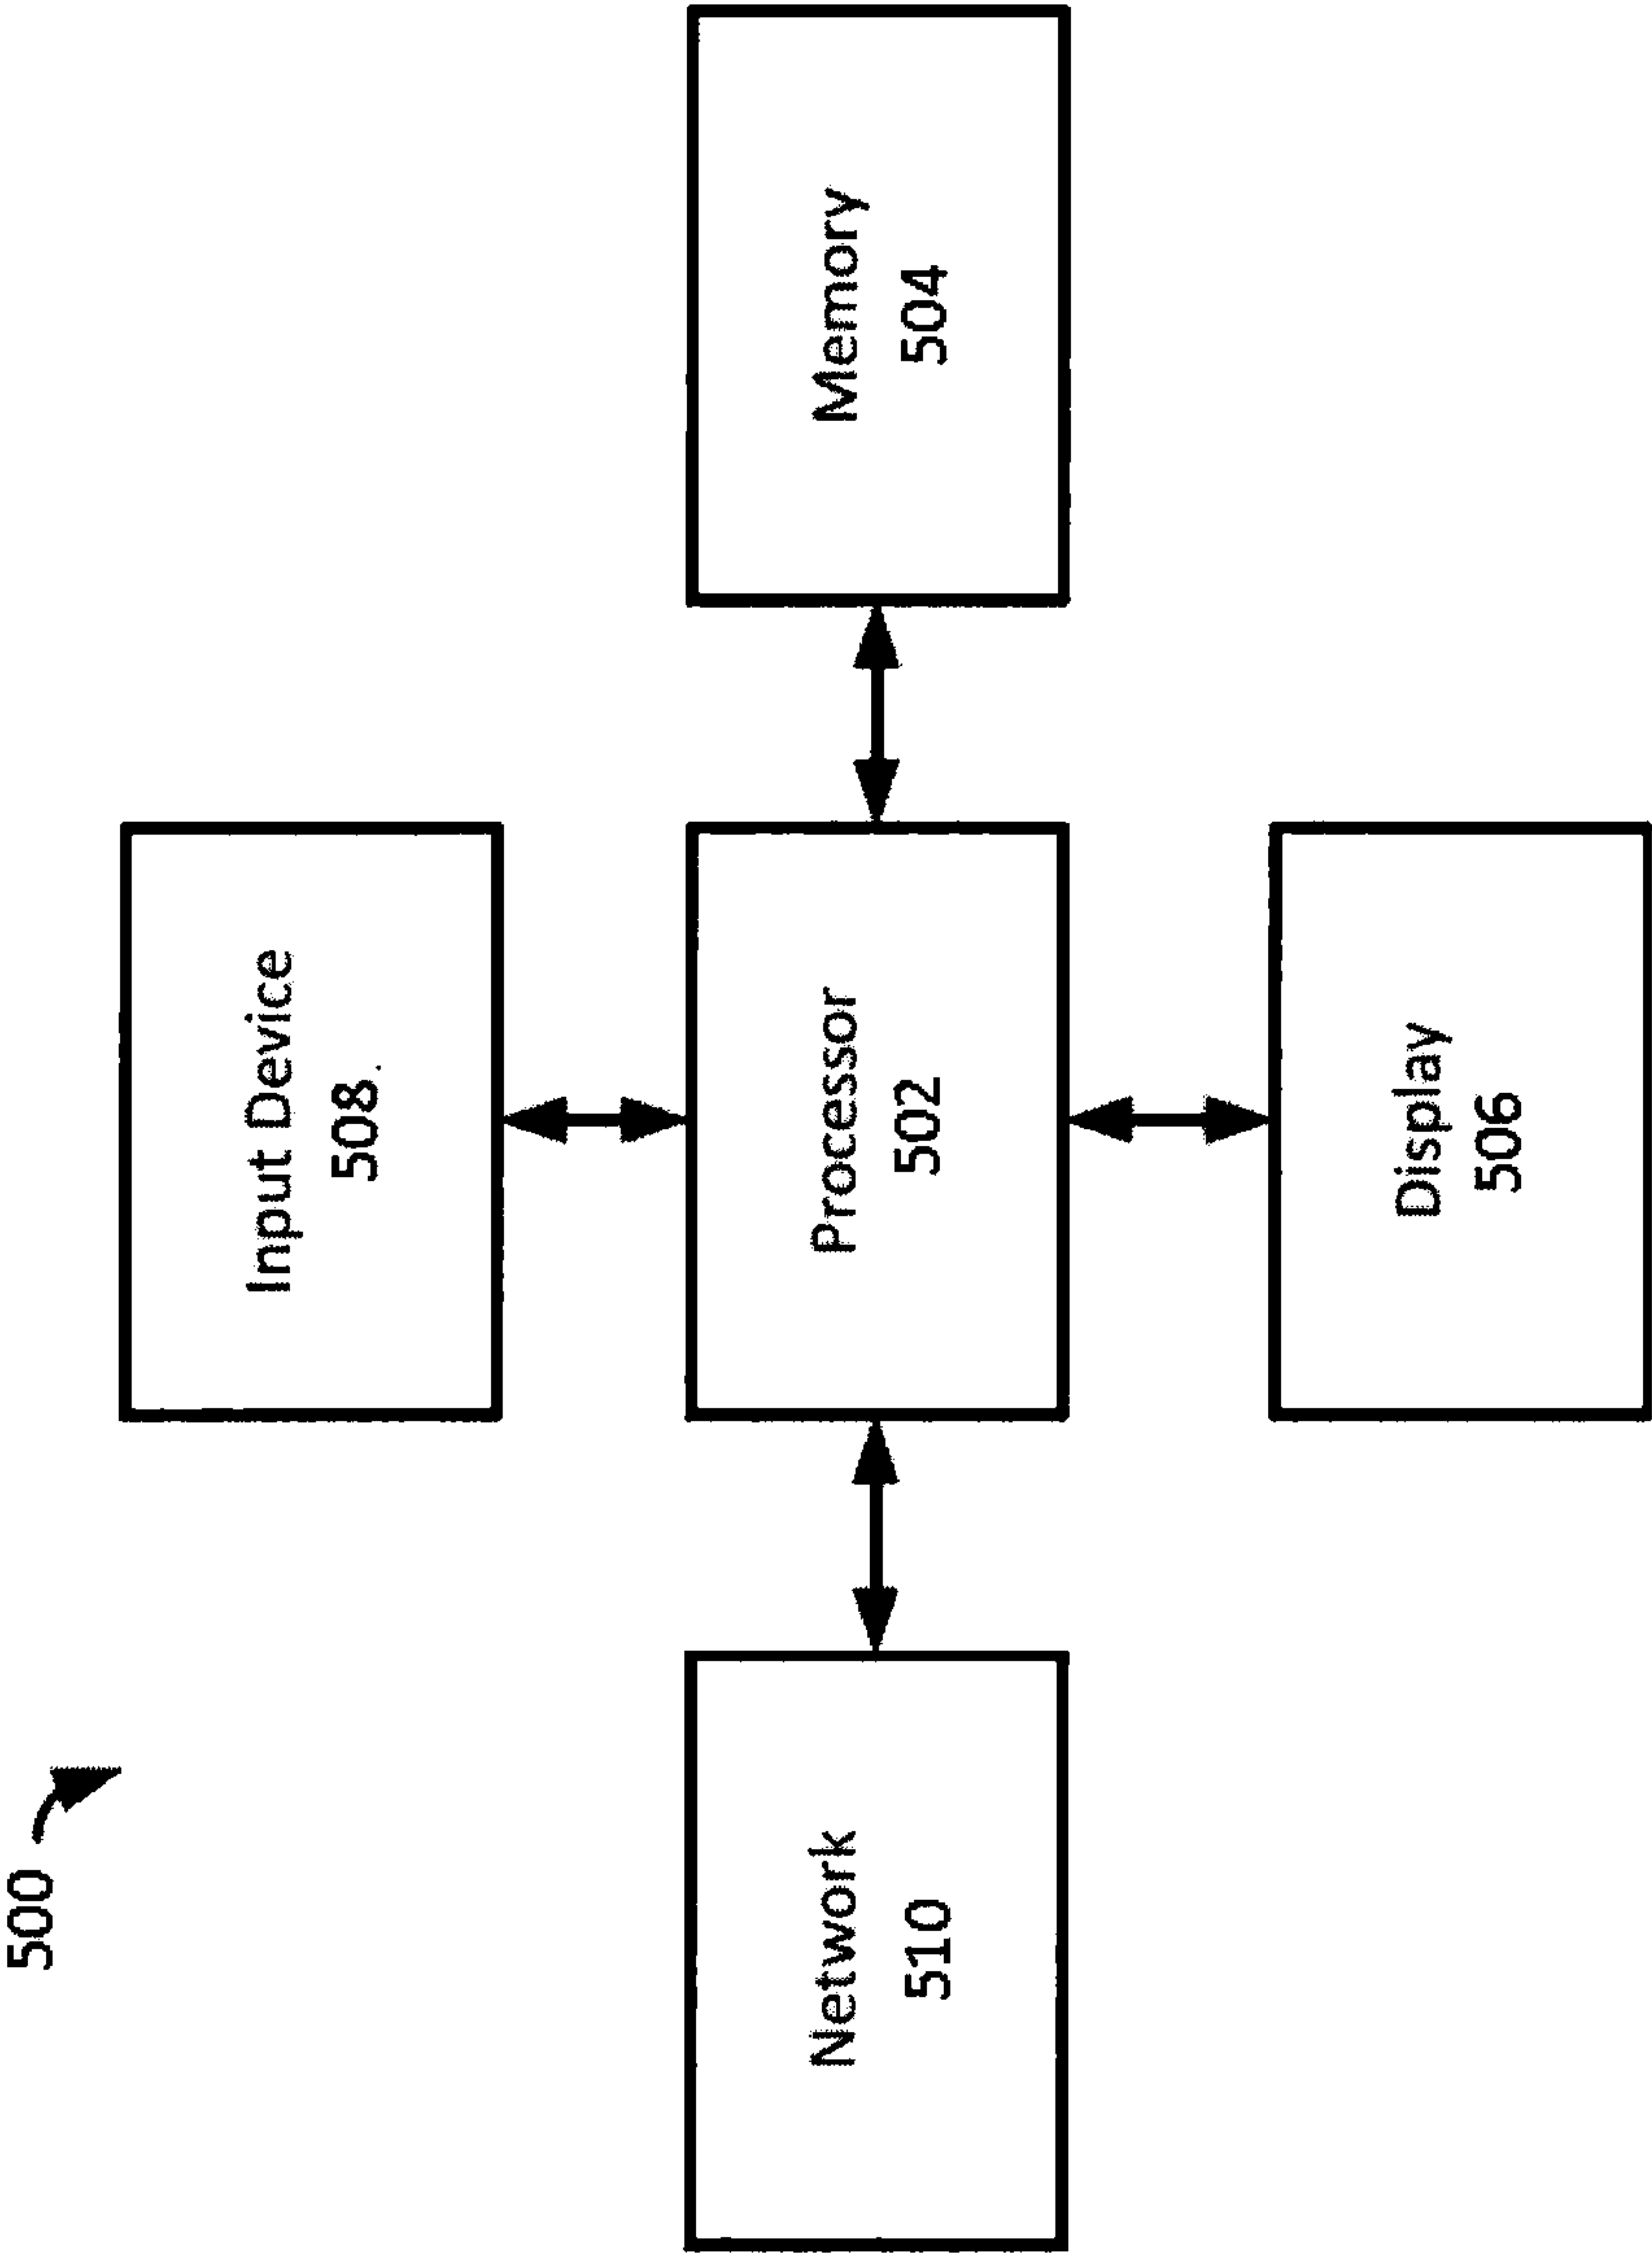 500
Input Device
508
Network
510
Processor
502
Memory
504
Display
506